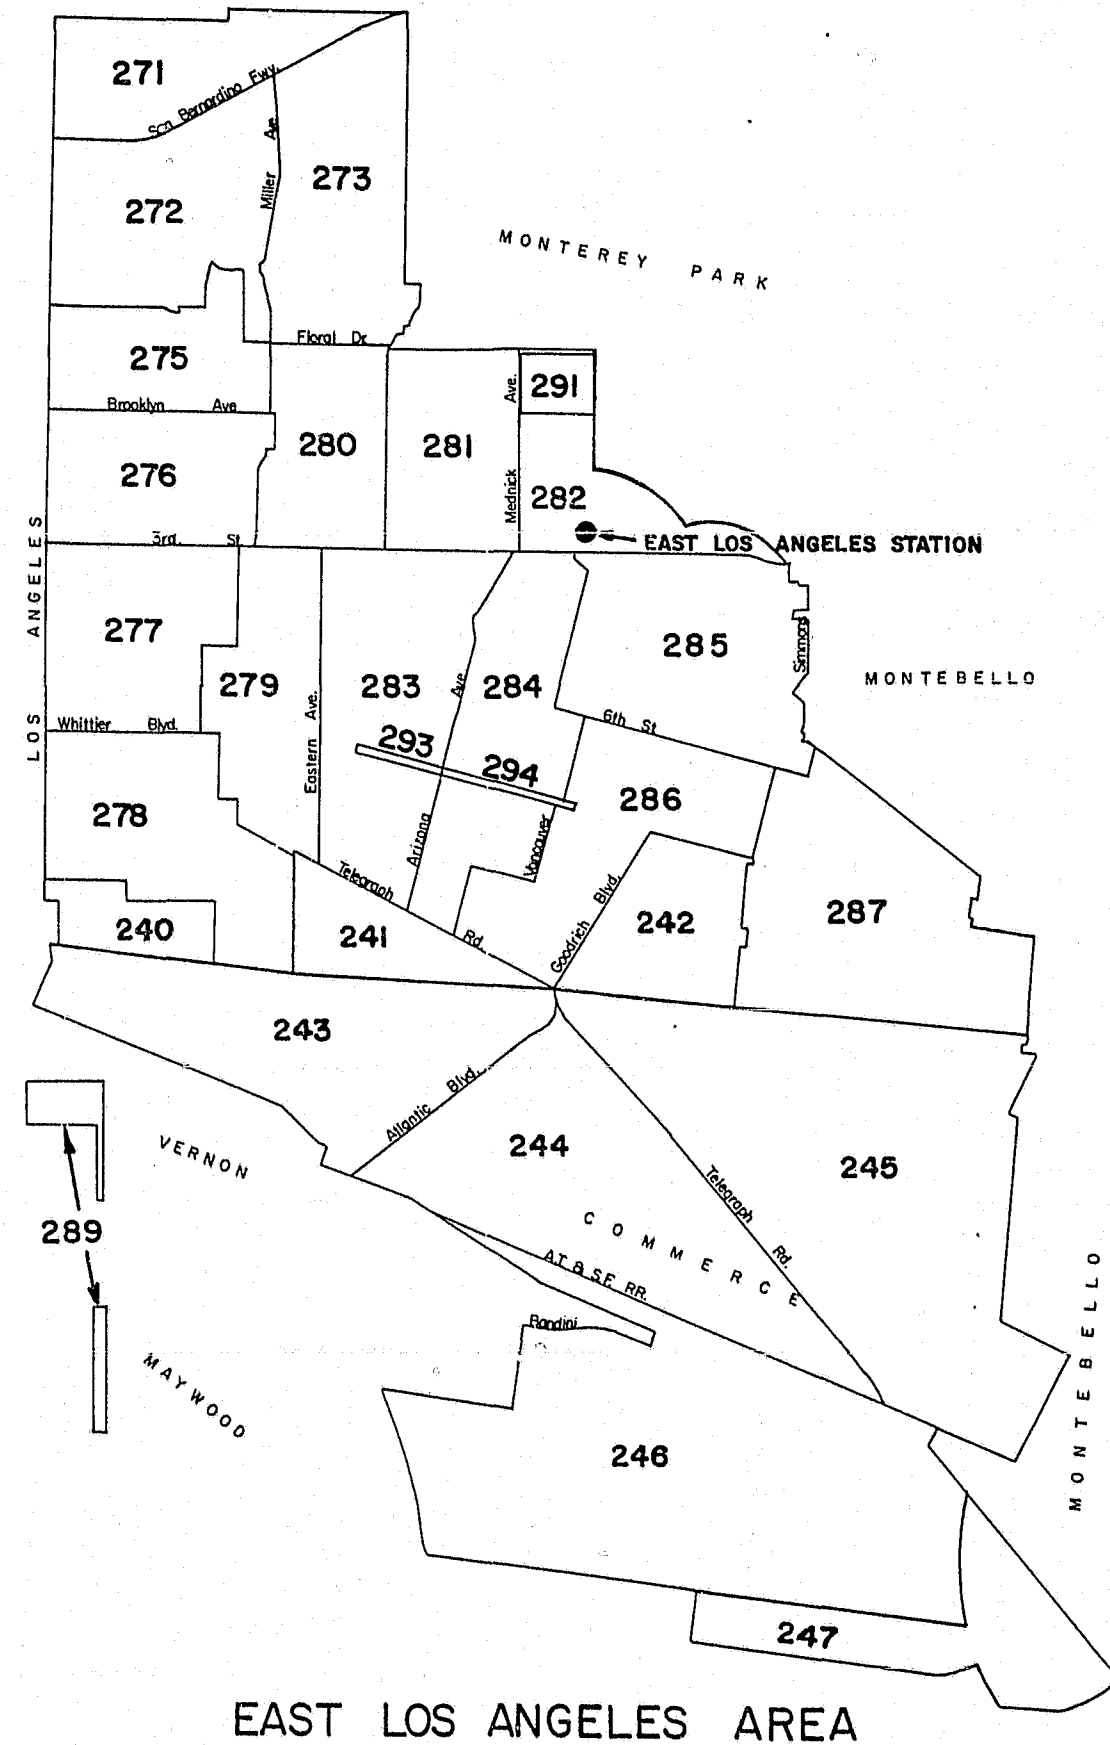 271
San Bernardino Fwy.
Miller Ave.
273
272
MONTEREY PARK
Floral Dr.
275
291
Brooklyn Ave
Mednick Ave.
280
281
276
282
3rd. St
EAST LOS ANGELES STATION
LOS ANGELES
277
285
Simmons
MONTEBELLO
279
283
284
Whittier Blvd.
Eastern Ave.
Arizona Ave.
6th St
293
294
278
286
Vancouver
Telegraph Rd.
Goodrich Blvd.
240
241
242
287
243
Atlantic Blvd.
VERNON
244
245
Telegraph Rd.
289
COMMERCE
A.T. & S.F. RR.
Bandini
MAYWOOD
MONTEBELLO
246
247
EAST LOS ANGELES AREA